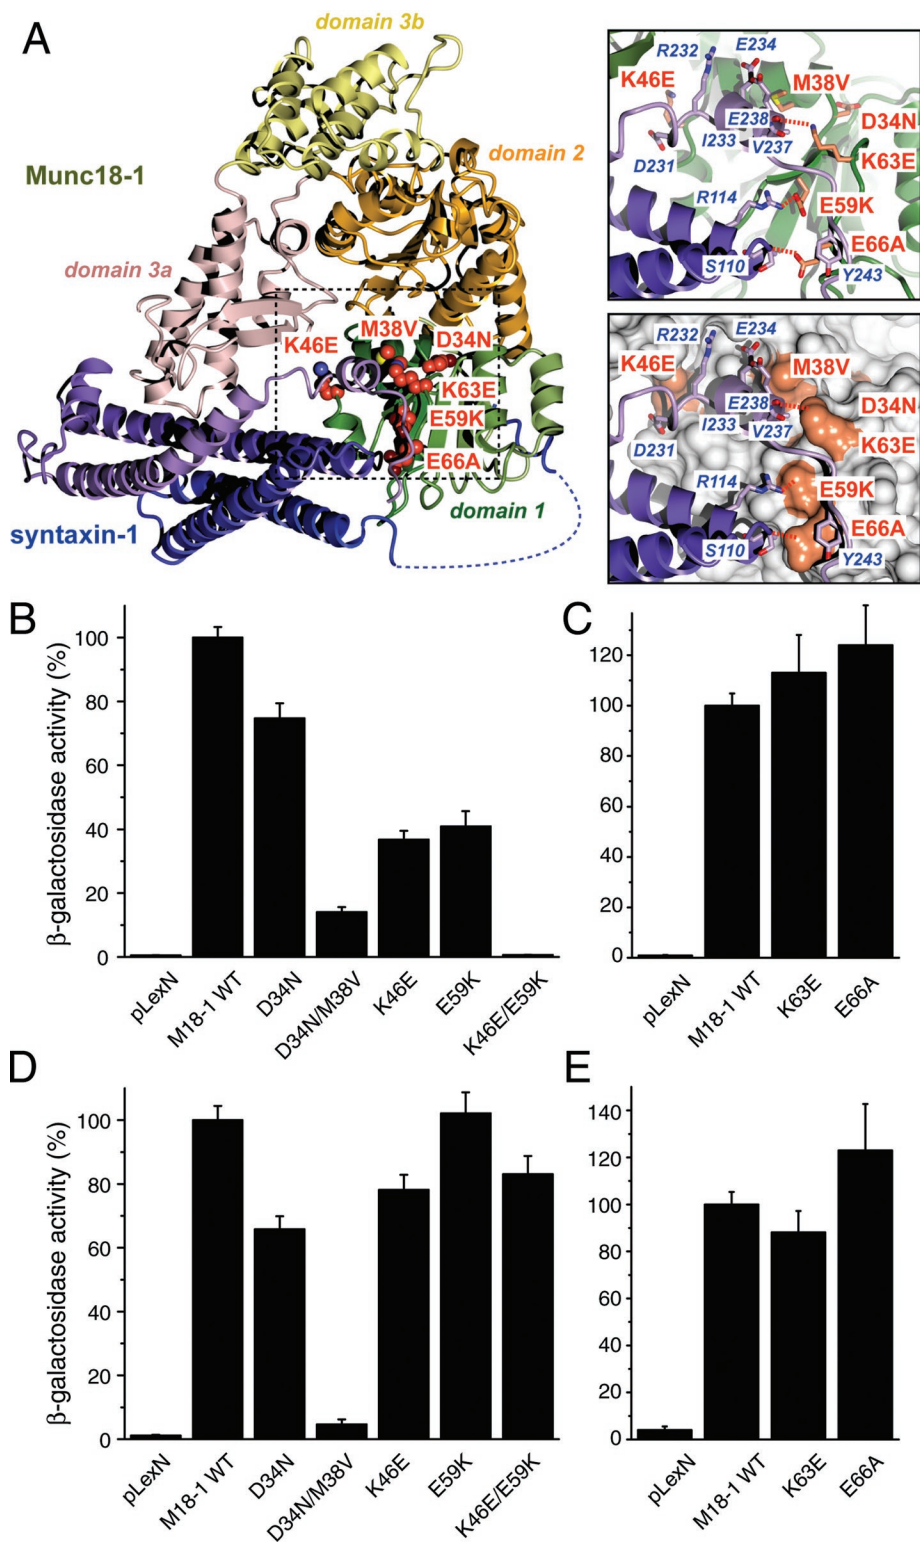 A
domain 3b
Munc18-1
domain 2
domain 3a
K46E
M38V
D34N
K63E
E59K
E66A
syntaxin-1
domain 1
R232
E234
K46E
M38V
E238
D34N
I233
V237
K63E
D231
R114
E59K
E66A
S110
Y243
R232
E234
K46E
M38V
E238
D34N
I233
V237
K63E
D231
R114
E59K
E66A
S110
Y243
B
β-galactosidase activity (%)
100
80
60
40
20
0
pLexN
M18-1 WT
D34N
D34N/M38V
K46E
E59K
K46E/E59K
C
120
100
80
60
40
20
0
pLexN
M18-1 WT
K63E
E66A
D
β-galactosidase activity (%)
100
80
60
40
20
0
pLexN
M18-1 WT
D34N
D34N/M38V
K46E
E59K
K46E/E59K
E
140
120
100
80
60
40
20
0
pLexN
M18-1 WT
K63E
E66A